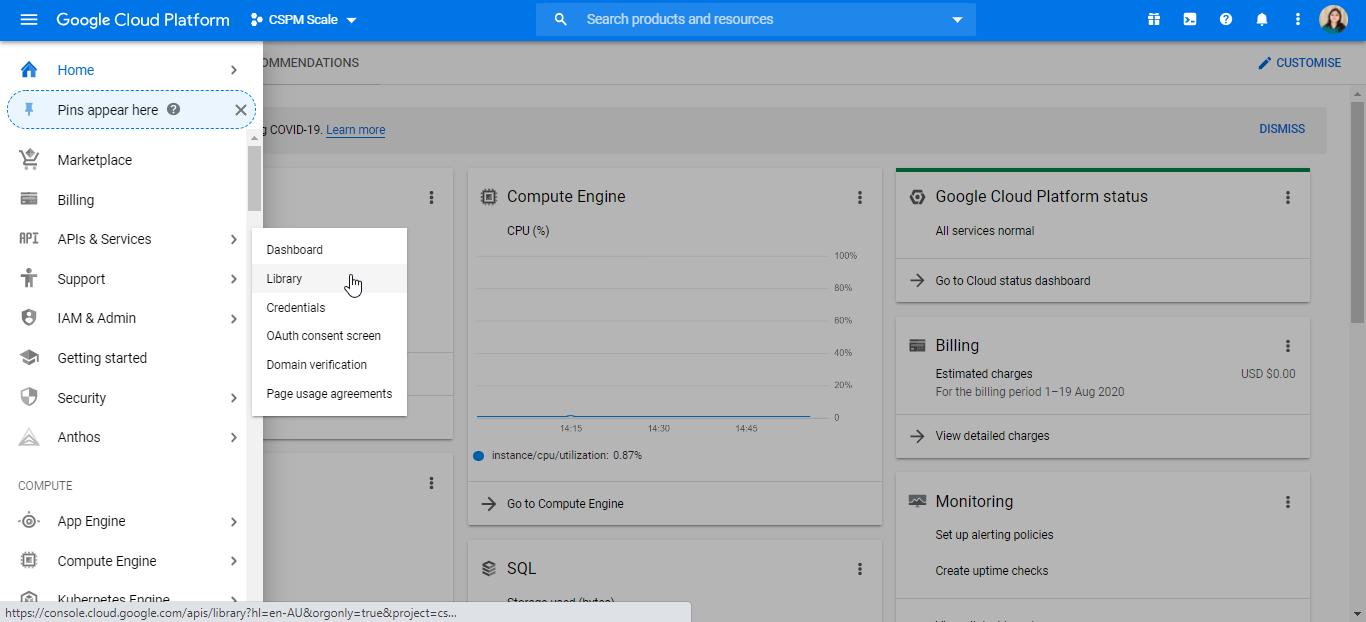 Google Cloud Platform CSPM Scale Search products and resources
Home
Pins appear here
Marketplace
Billing
API APIs & Services
Support
IAM & Admin
Getting started
Security
Anthos
COMPUTE
App Engine
Compute Engine
Kubernetes Engine
Dashboard
Library
Credentials
OAuth consent screen
Domain verification
Page usage agreements
OMMENDATIONS
CUSTOMISE
g COVID-19. Learn more
DISMISS
Compute Engine
CPU (%)
100%
80%
60%
40%
20%
0
14:15 14:30 14:45
instance/cpu/utilization: 0.87%
Go to Compute Engine
SQL
Storage used (bytes)
Google Cloud Platform status
All services normal
Go to Cloud status dashboard
Billing
Estimated charges USD $0.00
For the billing period 1–19 Aug 2020
View detailed charges
Monitoring
Set up alerting policies
Create uptime checks
https://console.cloud.google.com/apis/library?hl=en-AU&orgonly=true&project=cs...